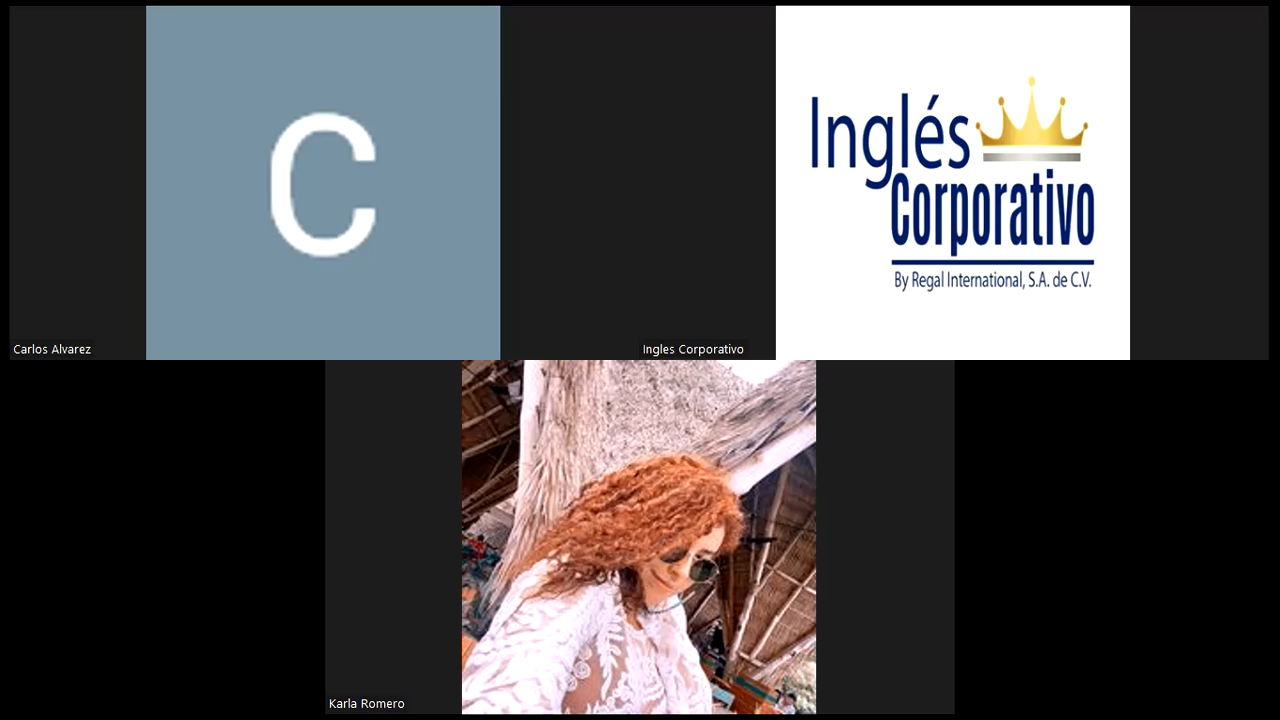 C
Inglés
Corporativo
By Regal International, S.A. de C.V.
Carlos Alvarez
Ingles Corporativo
Karla Romero